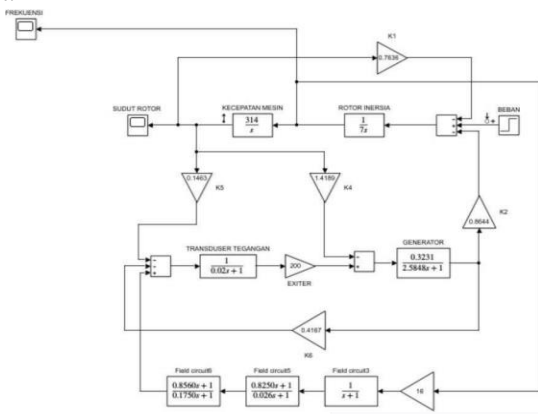 FREKUENSI
K1
0.7636
SUDUT ROTOR
KECEPATAN MESIN
314
s
ROTOR INERSIA
1
7s
BEBAN
0.1463
K5
1.4189
K4
K2
0.8644
TRANSDUSER TEGANGAN
1
0.02s + 1
200
EXITER
GENERATOR
0.3231
2.5848s + 1
0.4167
K6
Field circuit6
0.8560s + 1
0.1750s + 1
Field circuit5
0.8250s + 1
0.026s + 1
Field circuit3
1
s + 1
16